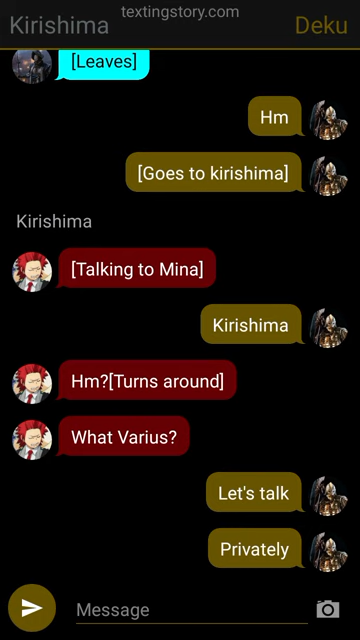 textingstory.com
Kirishima
Deku
[Leaves]
Hm
[Goes to kirishima]
Kirishima
[Talking to Mina]
Kirishima
Hm?[Turns around]
What Varius?
Let's talk
Privately
Message